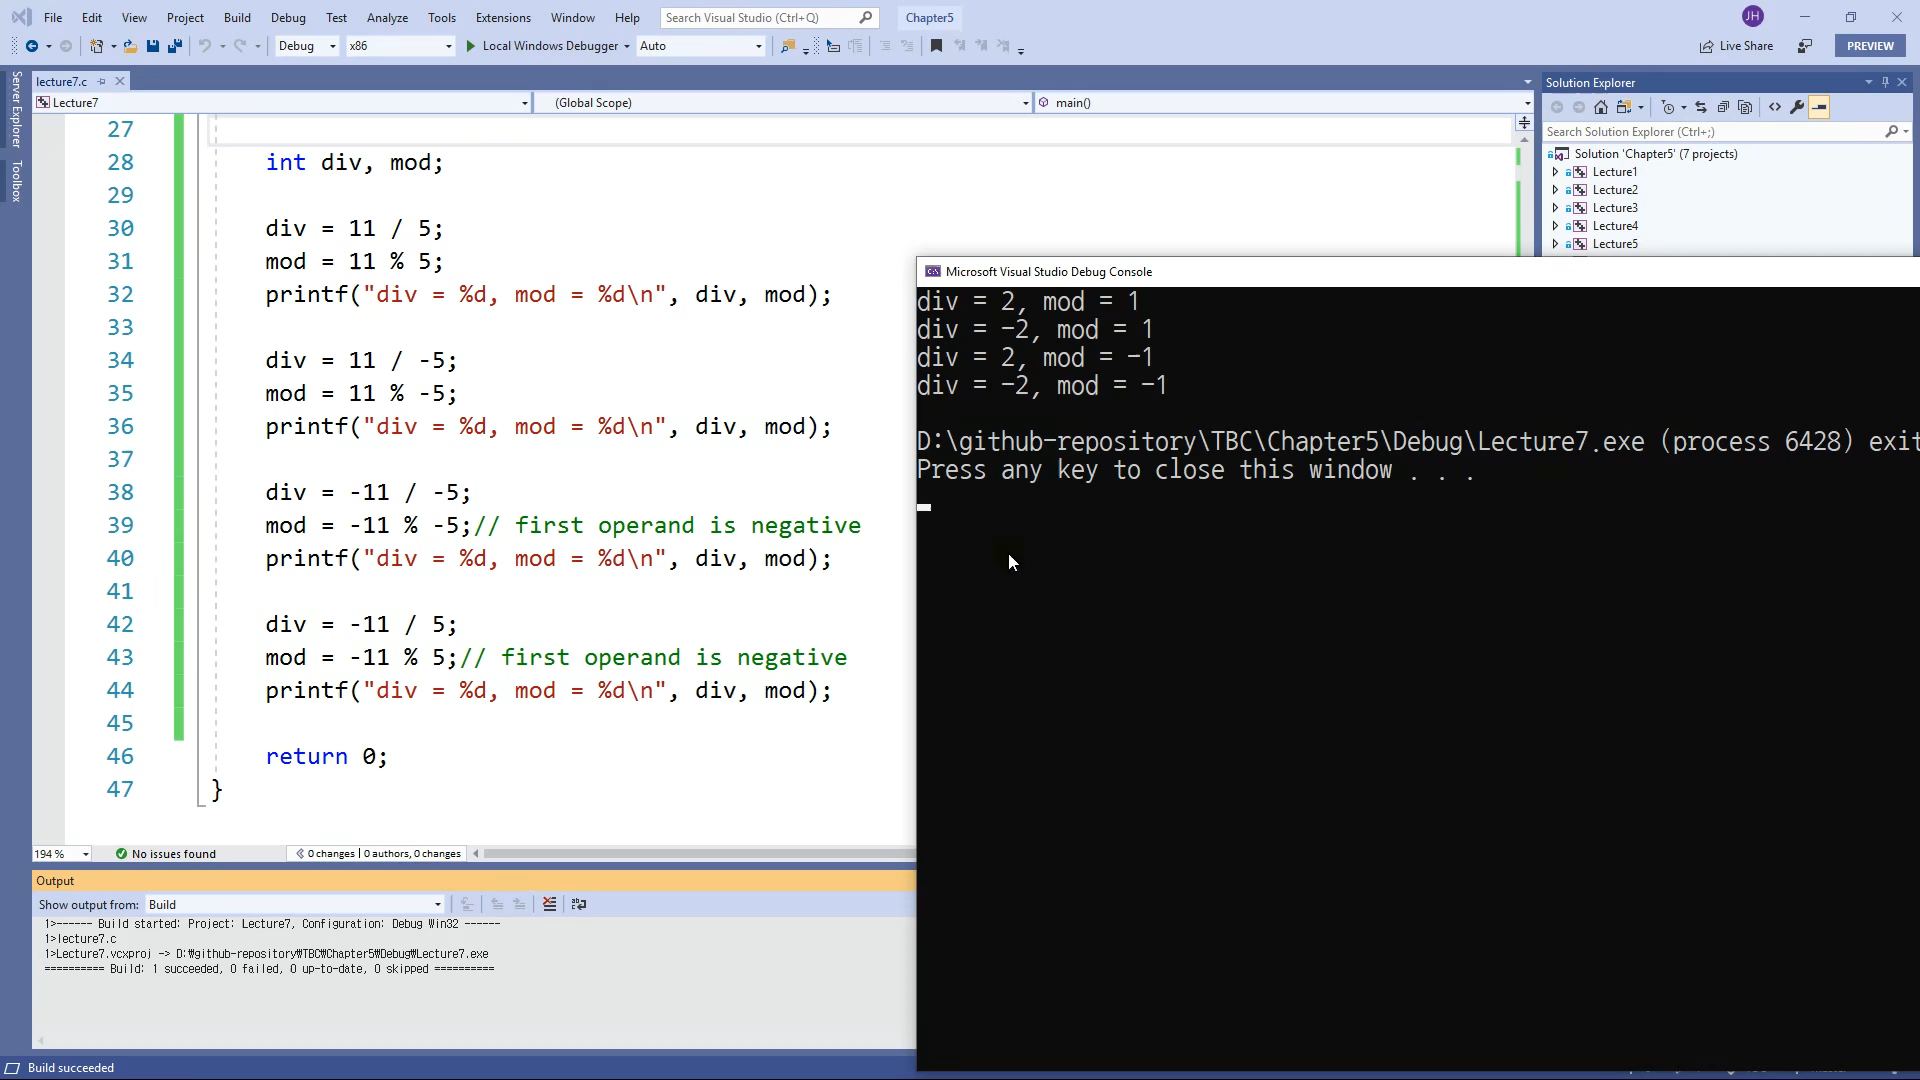 File Edit View Project Build Debug Test Analyze Tools Extensions Window Help Search Visual Studio (Ctrl+Q) Chapter5 JH
Debug x86 Local Windows Debugger Auto Live Share PREVIEW
Server Explorer
Toolbox
lecture7.c
Lecture7 (Global Scope) main()
27
28 int div, mod;
29
30 div = 11 / 5;
31 mod = 11 % 5;
32 printf("div = %d, mod = %d\n", div, mod);
33
34 div = 11 / -5;
35 mod = 11 % -5;
36 printf("div = %d, mod = %d\n", div, mod);
37
38 div = -11 / -5;
39 mod = -11 % -5;// first operand is negative
40 printf("div = %d, mod = %d\n", div, mod);
41
42 div = -11 / 5;
43 mod = -11 % 5;// first operand is negative
44 printf("div = %d, mod = %d\n", div, mod);
45
46 return 0;
47 }
194 % No issues found 0 changes | 0 authors, 0 changes
Solution Explorer
Search Solution Explorer (Ctrl+;)
Solution 'Chapter5' (7 projects)
Lecture1
Lecture2
Lecture3
Lecture4
Lecture5
Microsoft Visual Studio Debug Console
div = 2, mod = 1
div = -2, mod = 1
div = 2, mod = -1
div = -2, mod = -1
D:\github-repository\TBC\Chapter5\Debug\Lecture7.exe (process 6428) exit
Press any key to close this window . . .
Output
Show output from: Build
1>------ Build started: Project: Lecture7, Configuration: Debug Win32 ------
1>lecture7.c
1>Lecture7.vcxproj -> D:₩github-repository₩TBC₩Chapter5₩Debug₩Lecture7.exe
========== Build: 1 succeeded, 0 failed, 0 up-to-date, 0 skipped ==========
Build succeeded